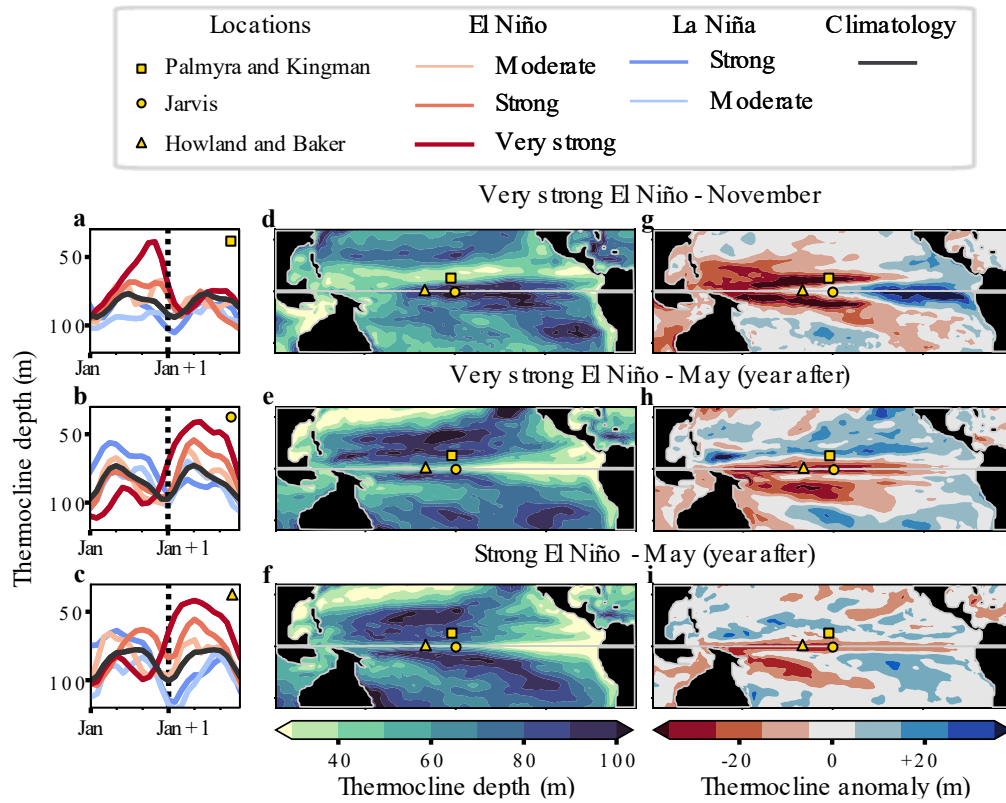 Locations El Niño La Niña Climatology
Palmyra and Kingman Moderate Strong
Jarvis Strong Moderate
Howland and Baker Very strong
Very strong El Niño - November
a d g
50
100
Jan Jan + 1
Very strong El Niño - May (year after)
b e h
50
100
Jan Jan + 1
Strong El Niño - May (year after)
c f i
50
100
Jan Jan + 1
Thermocline depth (m)
40 60 80 100
Thermocline depth (m)
-20 0 +20
Thermocline anomaly (m)